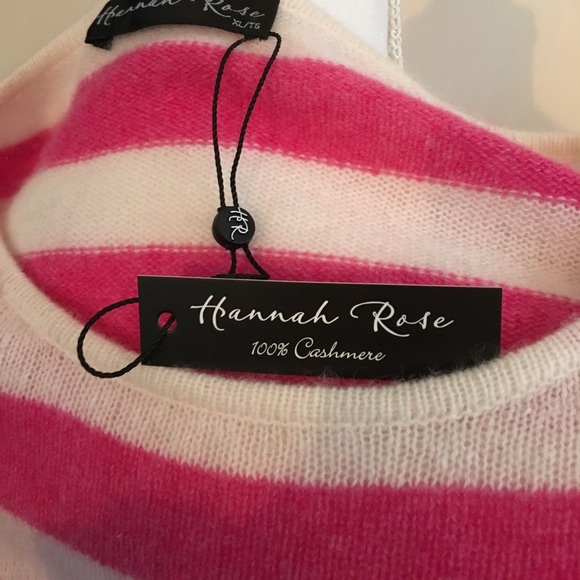 Hannah Rose
XL/TG
HR
Hannah Rose
100% Cashmere